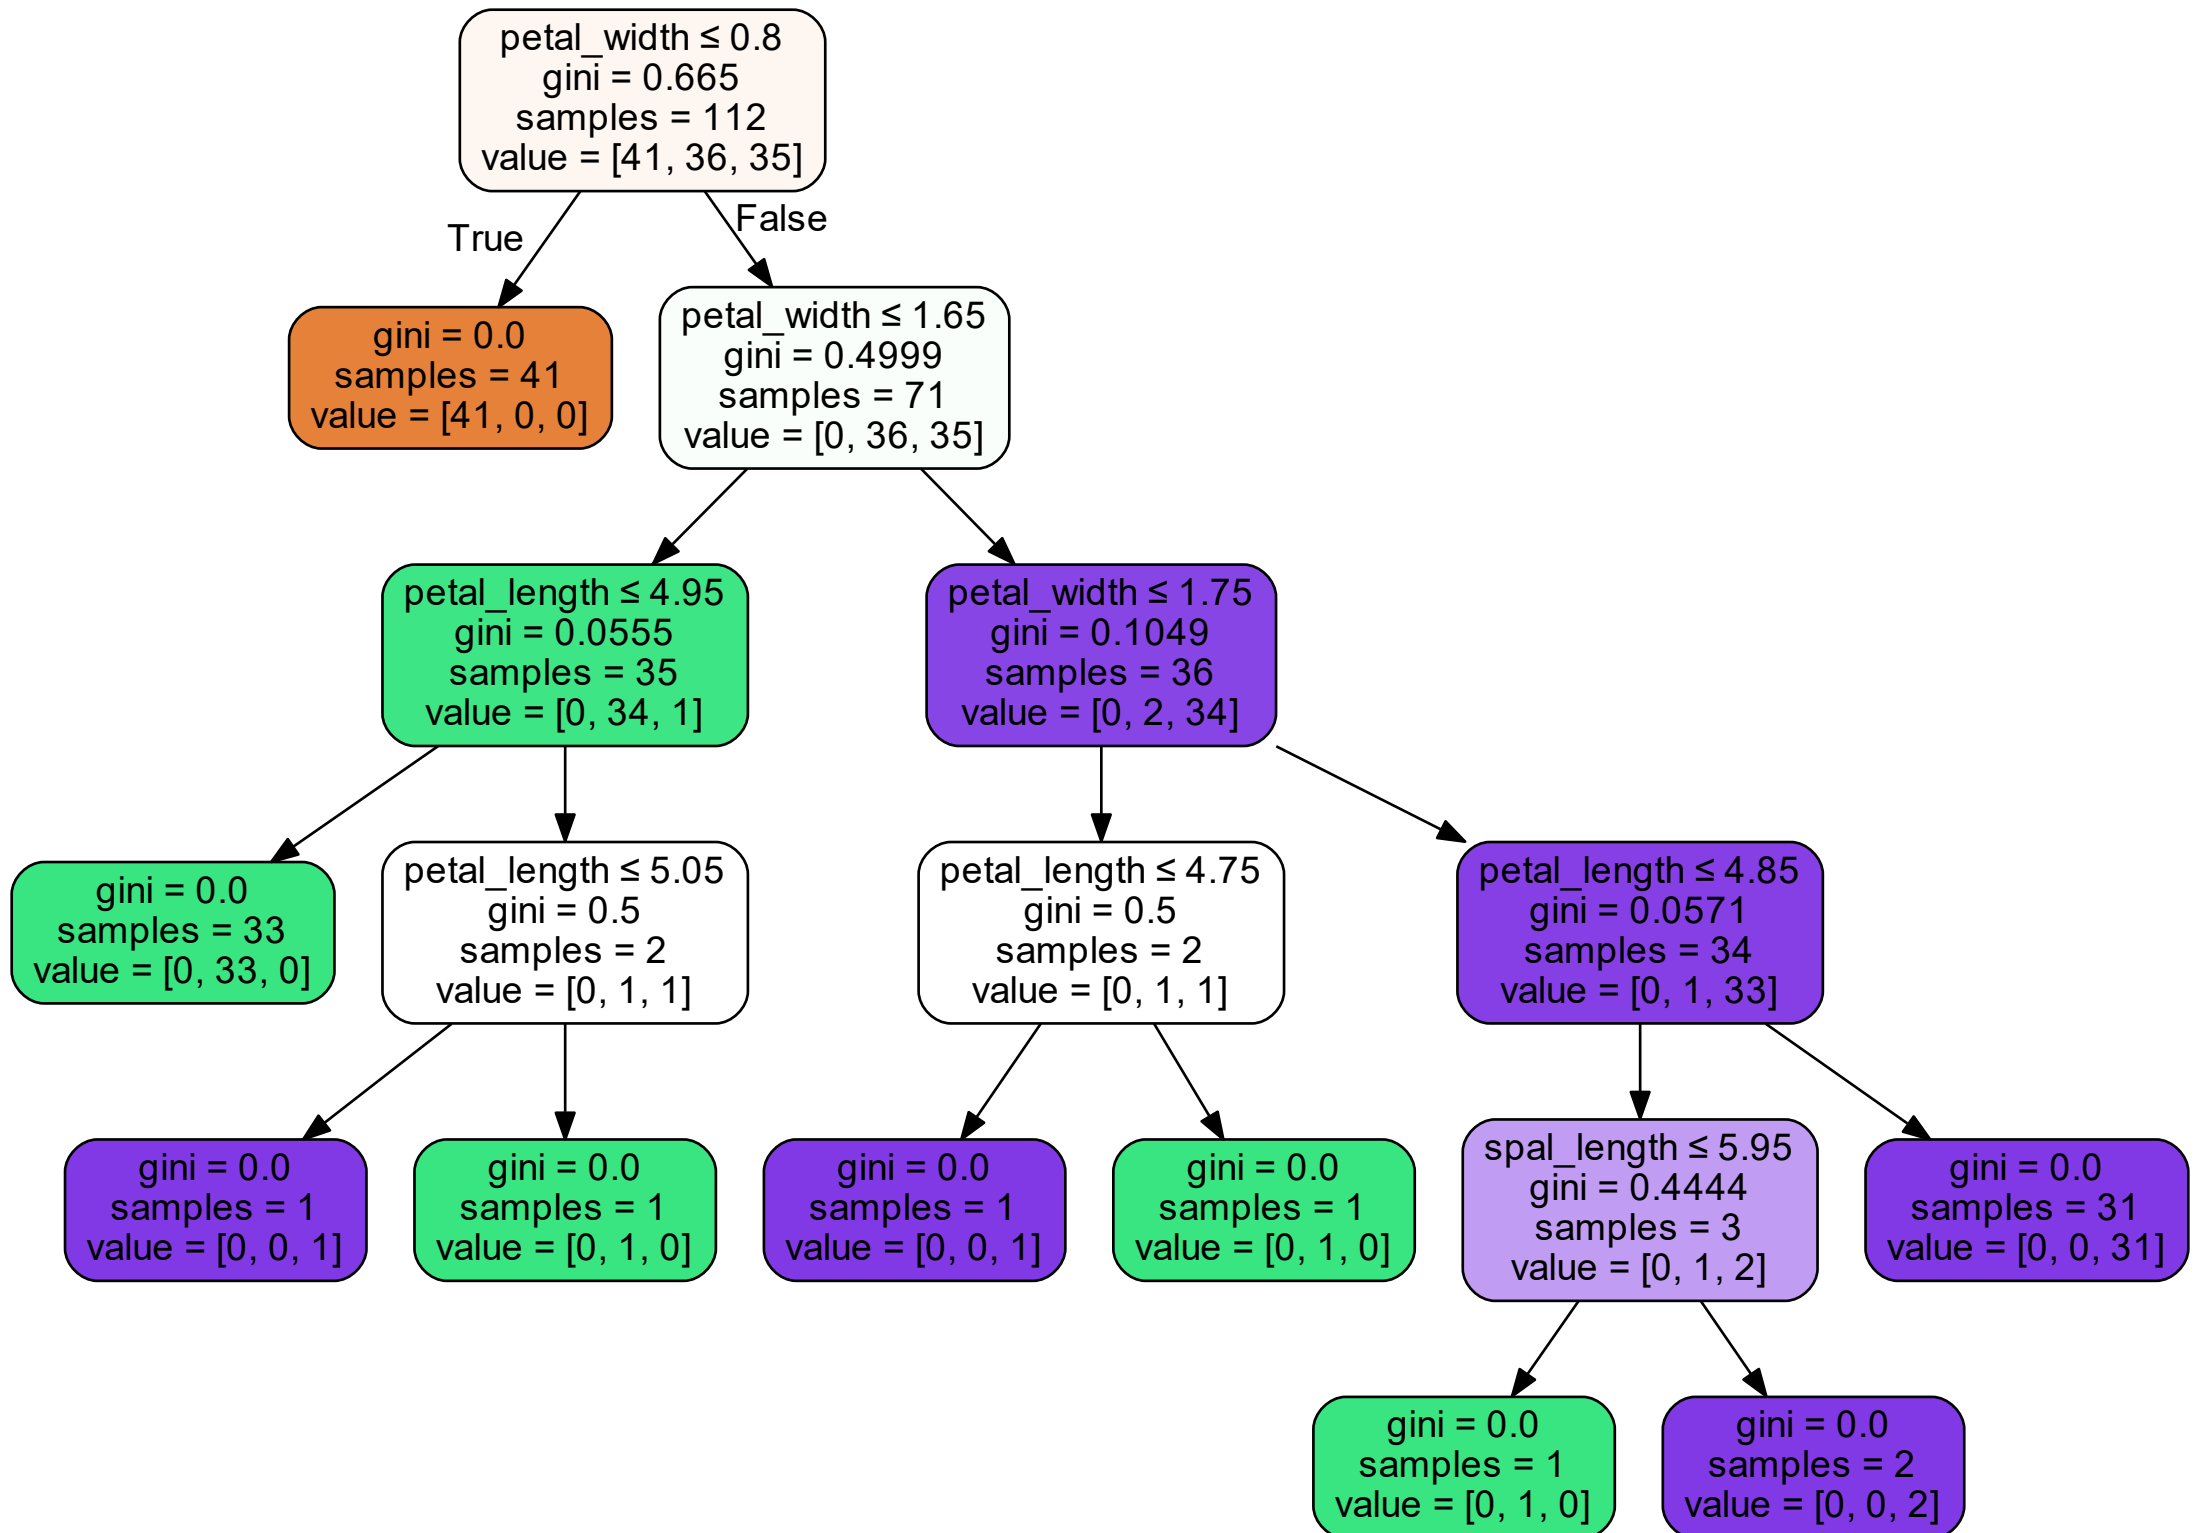 petal_width ≤ 0.8
gini = 0.665
samples = 112
value = [41, 36, 35]
True
False
gini = 0.0
samples = 41
value = [41, 0, 0]
petal_width ≤ 1.65
gini = 0.4999
samples = 71
value = [0, 36, 35]
petal_length ≤ 4.95
gini = 0.0555
samples = 35
value = [0, 34, 1]
petal_width ≤ 1.75
gini = 0.1049
samples = 36
value = [0, 2, 34]
gini = 0.0
samples = 33
value = [0, 33, 0]
petal_length ≤ 5.05
gini = 0.5
samples = 2
value = [0, 1, 1]
petal_length ≤ 4.75
gini = 0.5
samples = 2
value = [0, 1, 1]
petal_length ≤ 4.85
gini = 0.0571
samples = 34
value = [0, 1, 33]
gini = 0.0
samples = 1
value = [0, 0, 1]
gini = 0.0
samples = 1
value = [0, 1, 0]
gini = 0.0
samples = 1
value = [0, 0, 1]
gini = 0.0
samples = 1
value = [0, 1, 0]
spal_length ≤ 5.95
gini = 0.4444
samples = 3
value = [0, 1, 2]
gini = 0.0
samples = 31
value = [0, 0, 31]
gini = 0.0
samples = 1
value = [0, 1, 0]
gini = 0.0
samples = 2
value = [0, 0, 2]